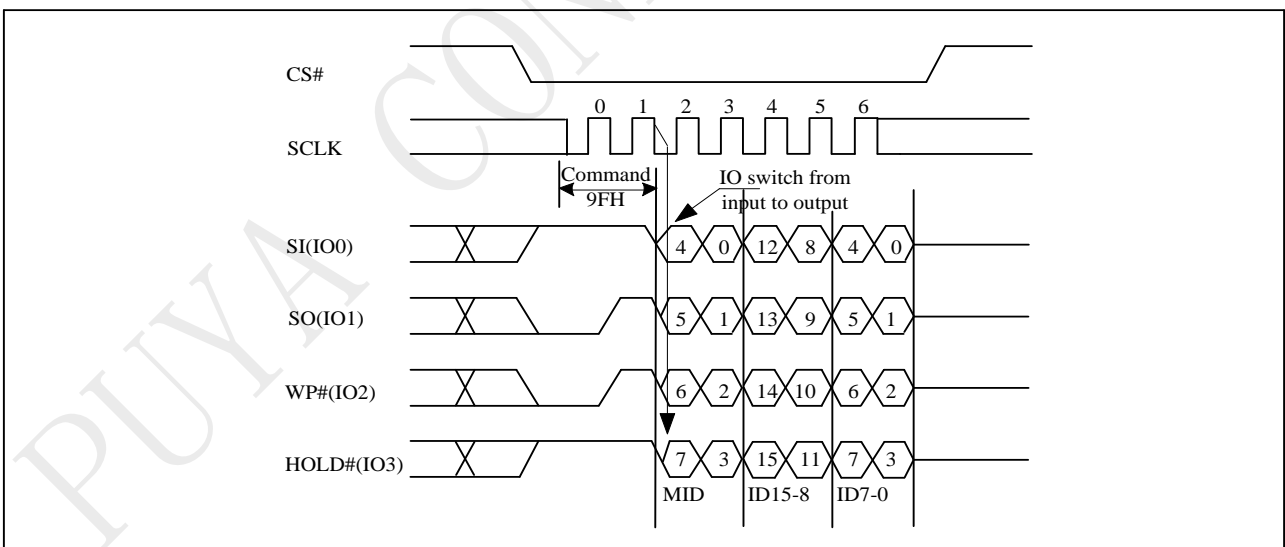 CS#
0 1 2 3 4 5 6
SCLK
Command
9FH
IO switch from
input to output
SI(IO0)
4 0 12 8 4 0
SO(IO1)
5 1 13 9 5 1
WP#(IO2)
6 2 14 10 6 2
HOLD#(IO3)
7 3 15 11 7 3
MID ID15-8 ID7-0
PUYA